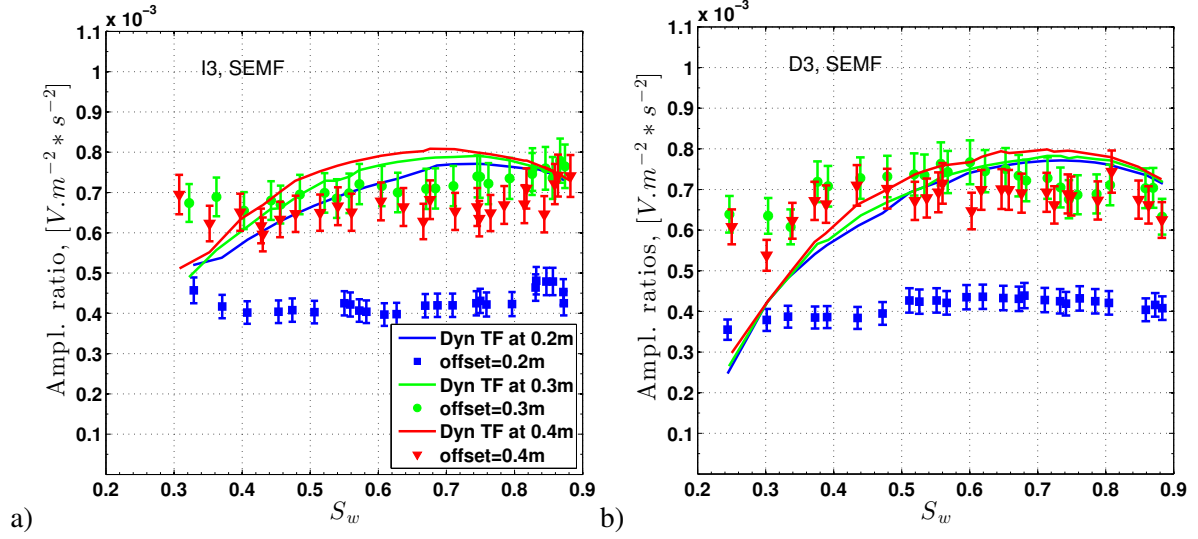 x 10⁻³
1.1
1
0.9
0.8
0.7
0.6
0.5
0.4
0.3
0.2
0.1
Ampl. ratio, [V.m⁻² * s⁻²]
I3, SEMF
Dyn TF at 0.2m
offset=0.2m
Dyn TF at 0.3m
offset=0.3m
Dyn TF at 0.4m
offset=0.4m
0.2 0.3 0.4 0.5 0.6 0.7 0.8 0.9
S_w
a)
x 10⁻³
1.1
1
0.9
0.8
0.7
0.6
0.5
0.4
0.3
0.2
0.1
Ampl. ratios, [V.m⁻² * s⁻²]
D3, SEMF
0.2 0.3 0.4 0.5 0.6 0.7 0.8 0.9
S_w
b)